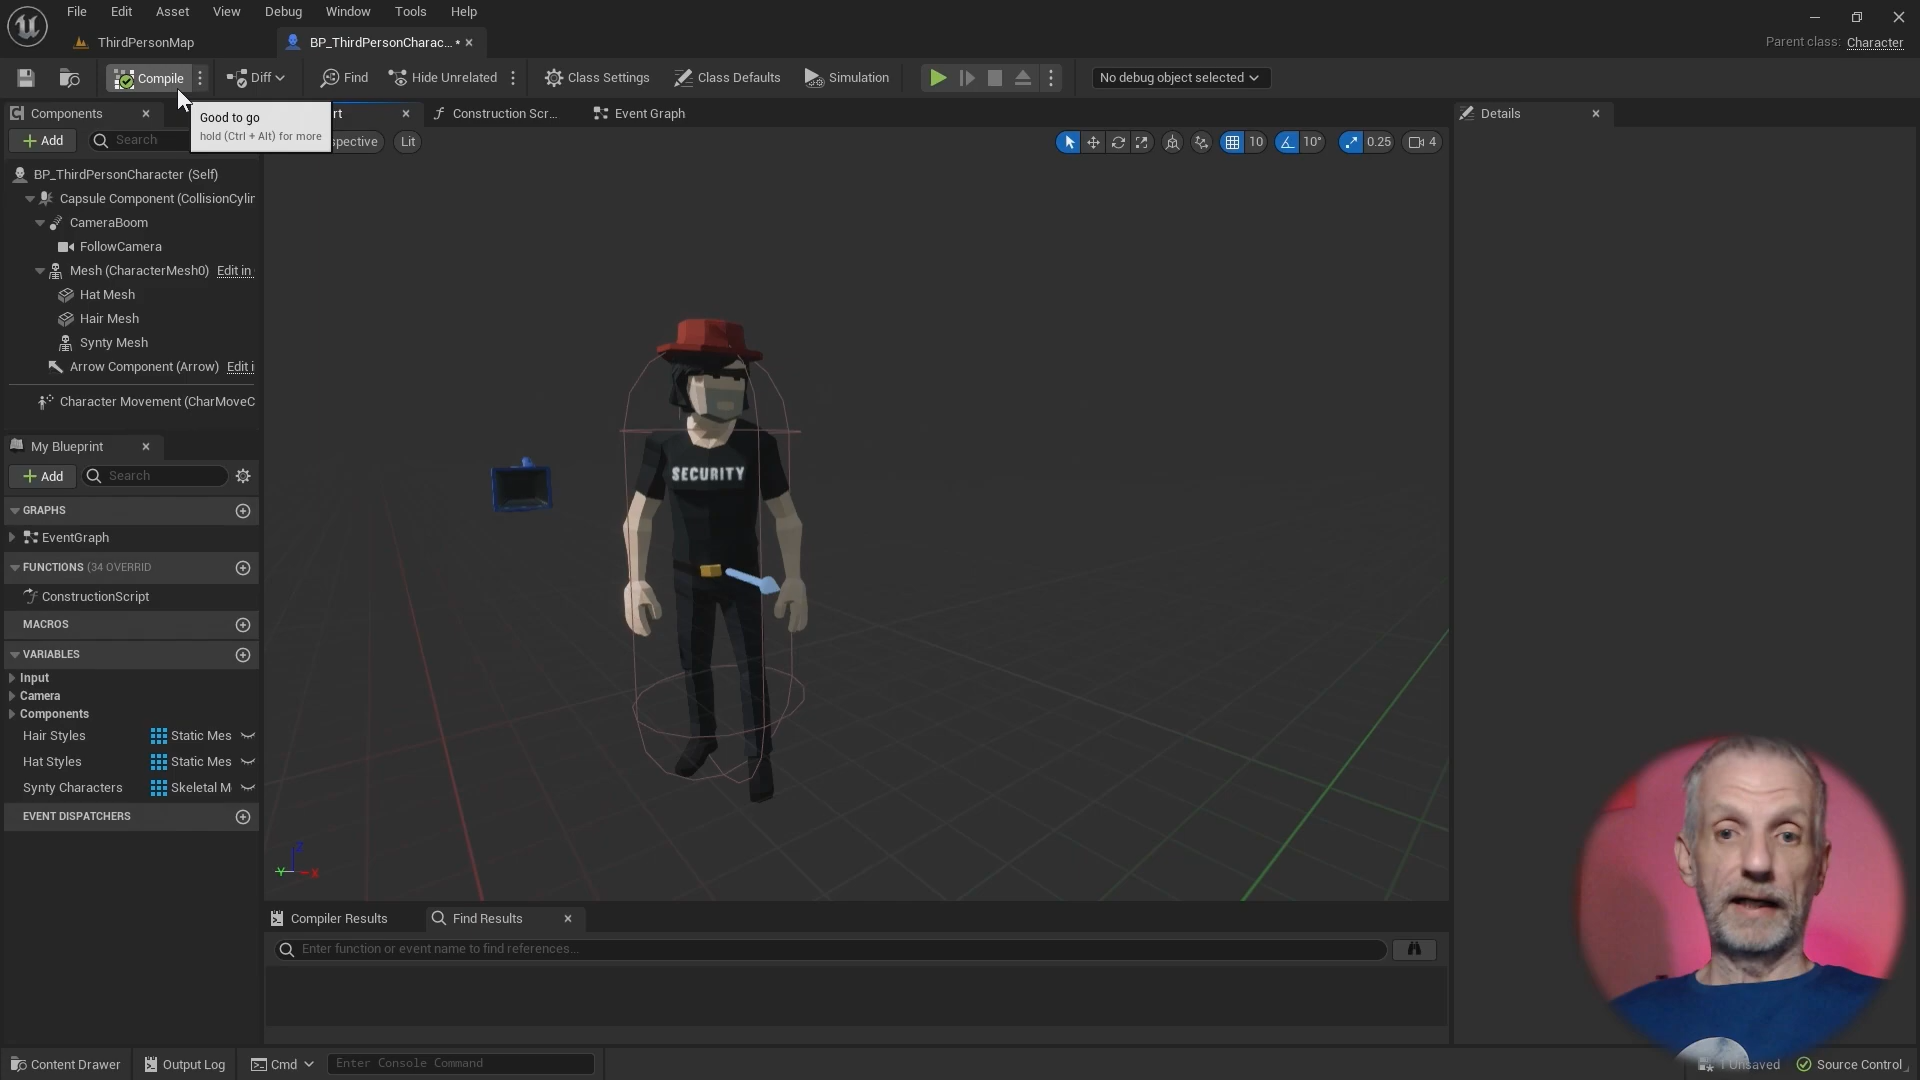 File Edit Asset View Debug Window Tools Help
ThirdPersonMap
BP_ThirdPersonCharac... *
Parent class: Character
Compile
Diff
Find
Hide Unrelated
Class Settings
Class Defaults
Simulation
No debug object selected
Components
Good to go
hold (Ctrl + Alt) for more
rt
Construction Scr...
Event Graph
Details
Add
Search
spective
Lit
10
10°
0.25
4
BP_ThirdPersonCharacter (Self)
Capsule Component (CollisionCylin
CameraBoom
FollowCamera
Mesh (CharacterMesh0) Edit in
Hat Mesh
Hair Mesh
Synty Mesh
Arrow Component (Arrow) Edit i
Character Movement (CharMoveC
My Blueprint
Add
Search
GRAPHS
EventGraph
FUNCTIONS (34 OVERRID
ConstructionScript
MACROS
VARIABLES
Input
Camera
Components
Hair Styles Static Mes
Hat Styles Static Mes
Synty Characters Skeletal M
EVENT DISPATCHERS
SECURITY
Z
Y
X
Compiler Results
Find Results
Enter function or event name to find references...
Content Drawer
Output Log
Cmd
Enter Console Command
1 Unsaved
Source Control